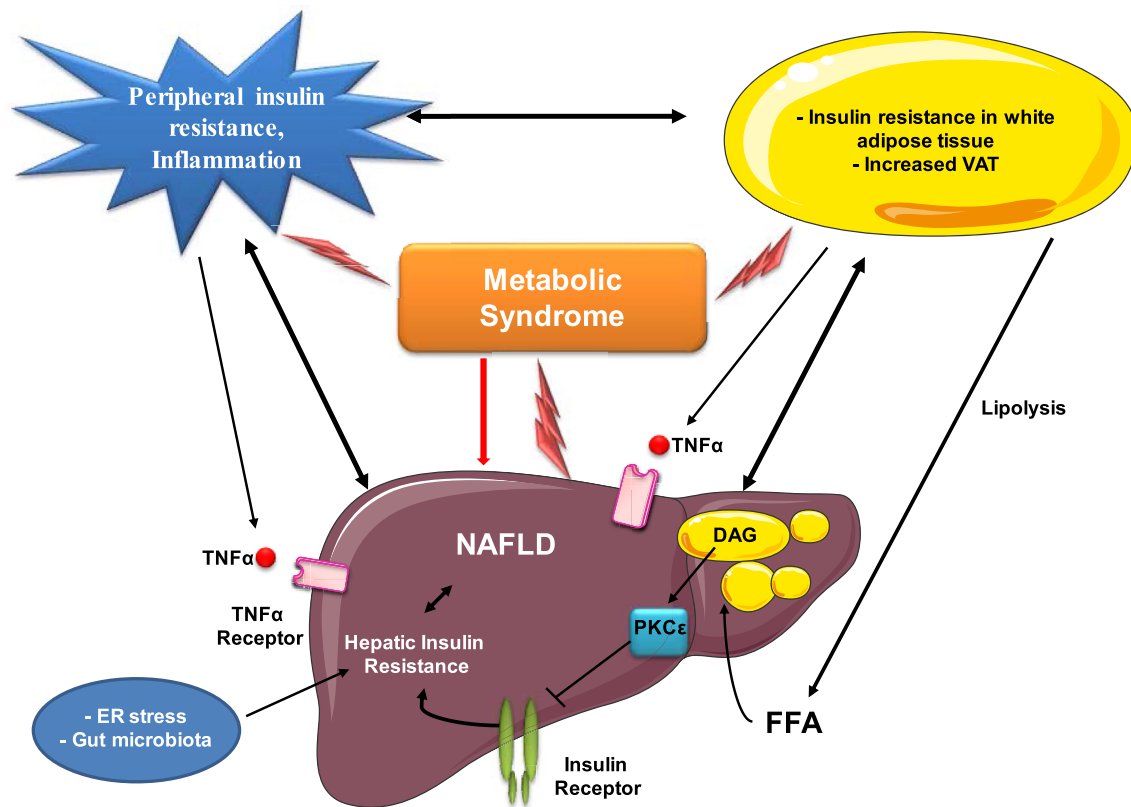 Peripheral insulin
resistance,
Inflammation
- Insulin resistance in white
adipose tissue
- Increased VAT
Metabolic
Syndrome
Lipolysis
TNFα
NAFLD
DAG
TNFα
TNFα
Receptor
PKCε
Hepatic Insulin
Resistance
- ER stress
- Gut microbiota
FFA
Insulin
Receptor